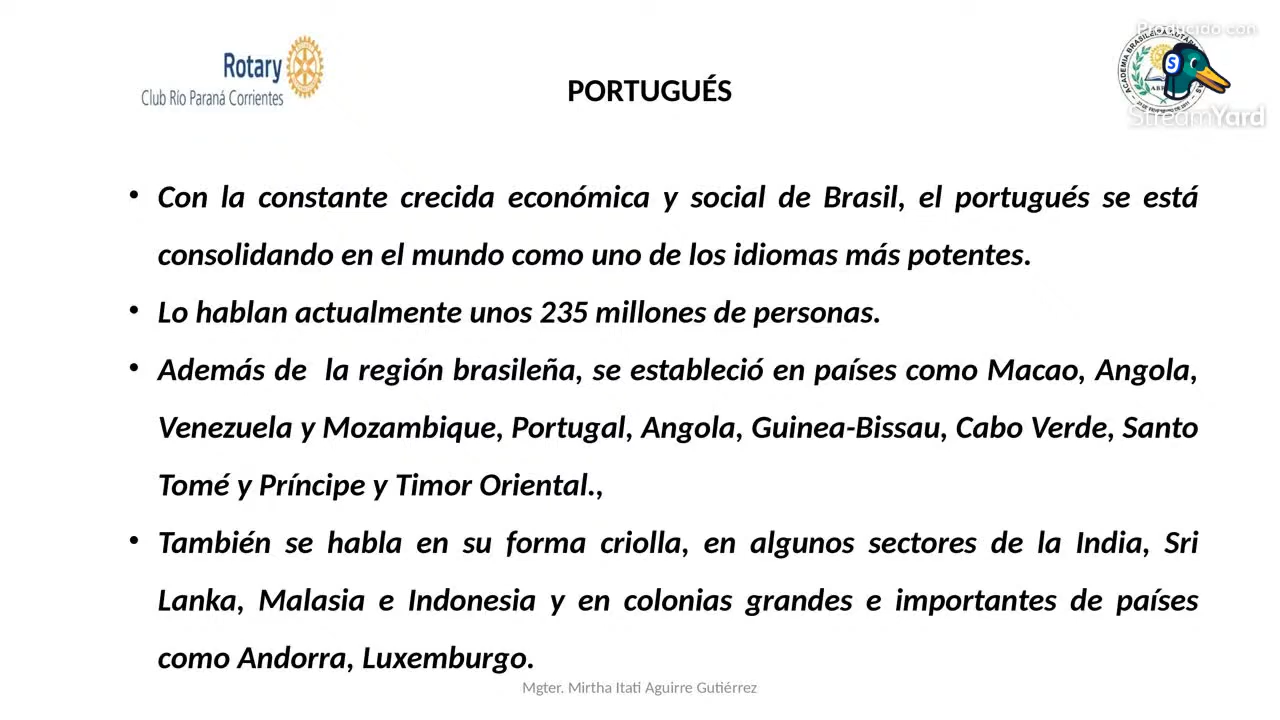 Producido con
Rotary
Club Río Paraná Corrientes
PORTUGUÉS
StreamYard
• Con la constante crecida económica y social de Brasil, el portugués se está
consolidando en el mundo como uno de los idiomas más potentes.
• Lo hablan actualmente unos 235 millones de personas.
• Además de la región brasileña, se estableció en países como Macao, Angola,
Venezuela y Mozambique, Portugal, Angola, Guinea-Bissau, Cabo Verde, Santo
Tomé y Príncipe y Timor Oriental.,
• También se habla en su forma criolla, en algunos sectores de la India, Sri
Lanka, Malasia e Indonesia y en colonias grandes e importantes de países
como Andorra, Luxemburgo.
Mgter. Mirtha Itati Aguirre Gutiérrez